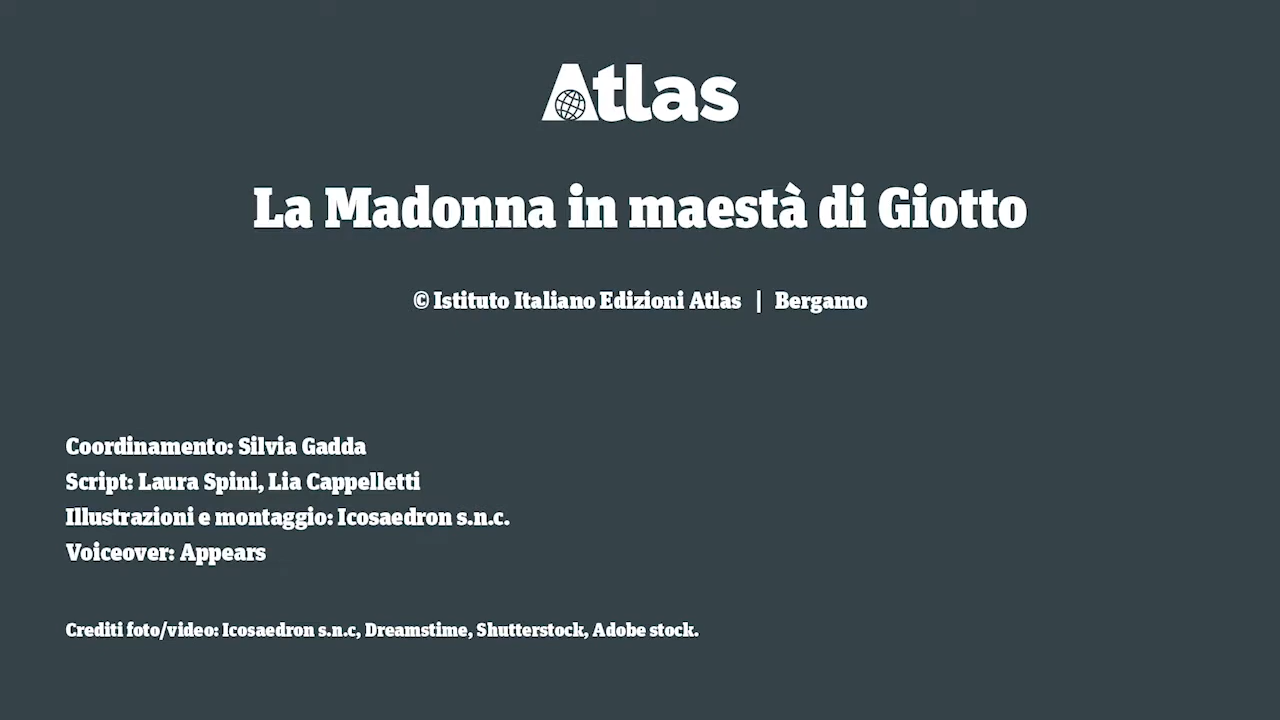 Atlas
La Madonna in maestà di Giotto
© Istituto Italiano Edizioni Atlas | Bergamo
Coordinamento: Silvia Gadda
Script: Laura Spini, Lia Cappelletti
Illustrazioni e montaggio: Icosaedron s.n.c.
Voiceover: Appears
Crediti foto/video: Icosaedron s.n.c, Dreamstime, Shutterstock, Adobe stock.